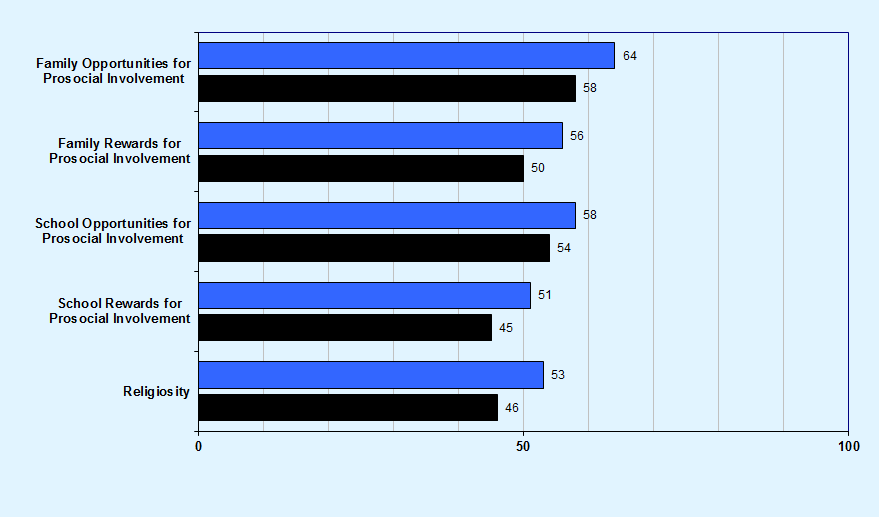 Family Opportunities for
Prosocial Involvement
64
58
Family Rewards for
Prosocial Involvement
56
50
School Opportunities for
Prosocial Involvement
58
54
School Rewards for
Prosocial Involvement
51
45
Religiosity
53
46
0
50
100